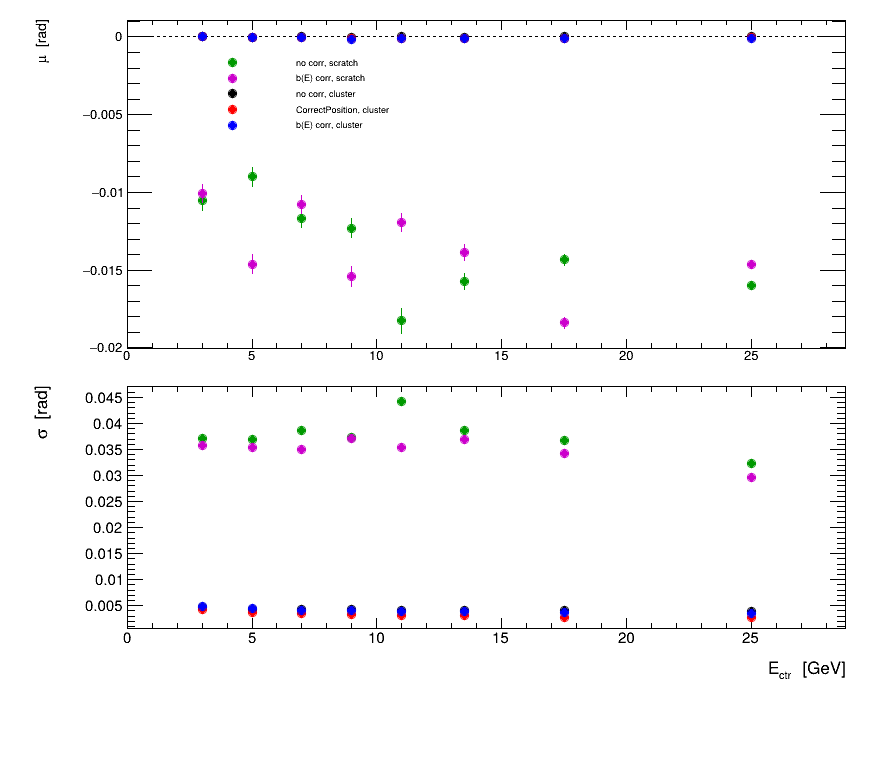 μ [rad]
0
−0.005
−0.01
−0.015
−0.02
no corr, scratch
b(E) corr, scratch
no corr, cluster
CorrectPosition, cluster
b(E) corr, cluster
0 5 10 15 20 25
σ [rad]
0.045
0.04
0.035
0.03
0.025
0.02
0.015
0.01
0.005
0 5 10 15 20 25
E_ctr [GeV]